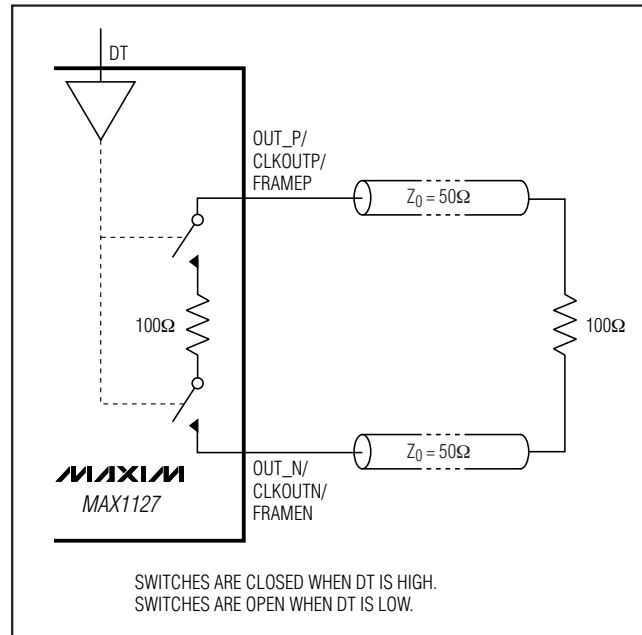 DT
OUT_P/
CLKOUTP/
FRAMEP
Z0 = 50Ω
100Ω
100Ω
Z0 = 50Ω
MAXIM
MAX1127
OUT_N/
CLKOUTN/
FRAMEN
SWITCHES ARE CLOSED WHEN DT IS HIGH.
SWITCHES ARE OPEN WHEN DT IS LOW.